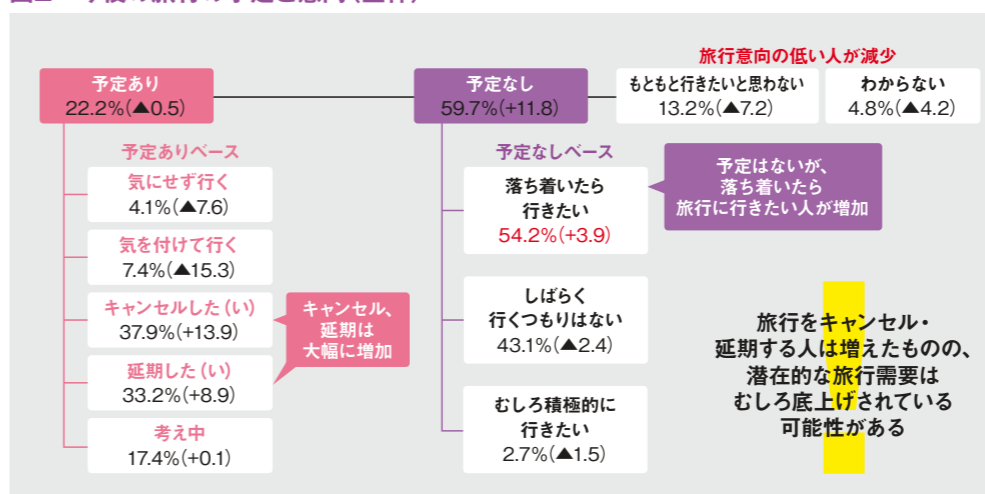 旅行意向の低い人が減少
予定あり
22.2%(▲0.5)
予定なし
59.7%(+11.8)
もともと行きたいと思わない
13.2%(▲7.2)
わからない
4.8%(▲4.2)
予定ありベース
気にせず行く
4.1%(▲7.6)
気を付けて行く
7.4%(▲15.3)
キャンセルした(い)
37.9%(+13.9)
延期した(い)
33.2%(+8.9)
考え中
17.4%(+0.1)
キャンセル、
延期は
大幅に増加
予定なしベース
落ち着いたら
行きたい
54.2%(+3.9)
しばらく
行くつもりはない
43.1%(▲2.4)
むしろ積極的に
行きたい
2.7%(▲1.5)
予定はないが、
落ち着いたら
旅行に行きたい人が増加
旅行をキャンセル・
延期する人は増えたものの、
潜在的な旅行需要は
むしろ底上げされている
可能性がある